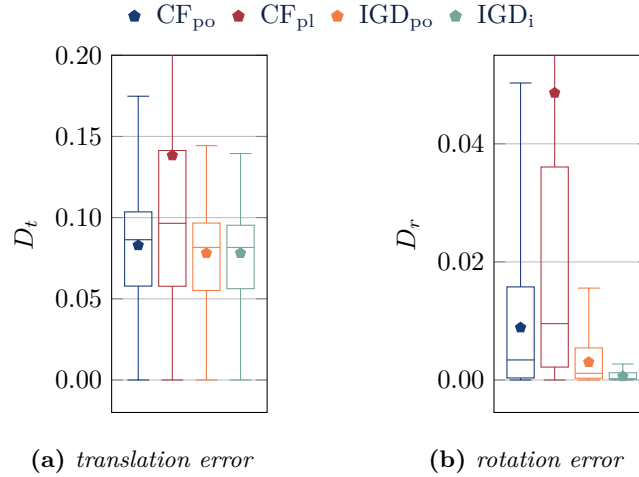 CF_po CF_pl IGD_po IGD_i
0.20
0.15
0.10
0.05
0.00
D_t
0.04
0.02
0.00
D_r
(a) translation error
(b) rotation error